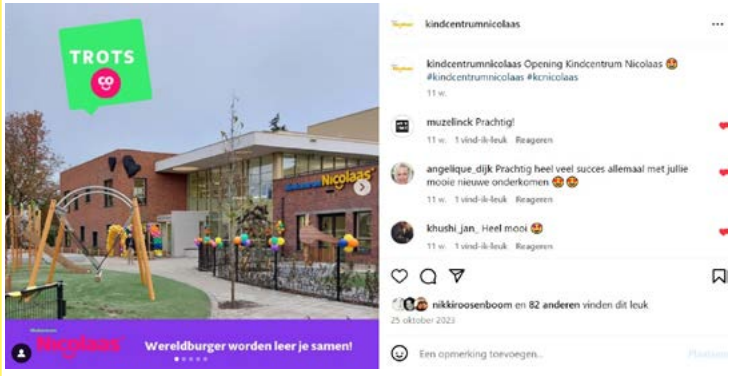 TROTS
co
Kindcentrum Nicolaas
Nicolaas
Wereldburger worden leer je samen!
kindcentrumnicolaas
kindcentrumnicolaas Opening Kindcentrum Nicolaas 🤩
#kindcentrumnicolaas #kcnicolaas
11 w.
muzelinck Prachtig!
11 w. 1 vind-ik-leuk Reageren
angelique_dijk Prachtig heel veel succes allemaal met jullie
mooie nieuwe onderkomen 🤩🤩
11 w. 1 vind-ik-leuk Reageren
khushi_jan_ Heel mooi 🤩
11 w. 1 vind-ik-leuk Reageren
nikkiroosenboom en 82 anderen vinden dit leuk
25 oktober 2023
Een opmerking toevoegen...
Plaatsen